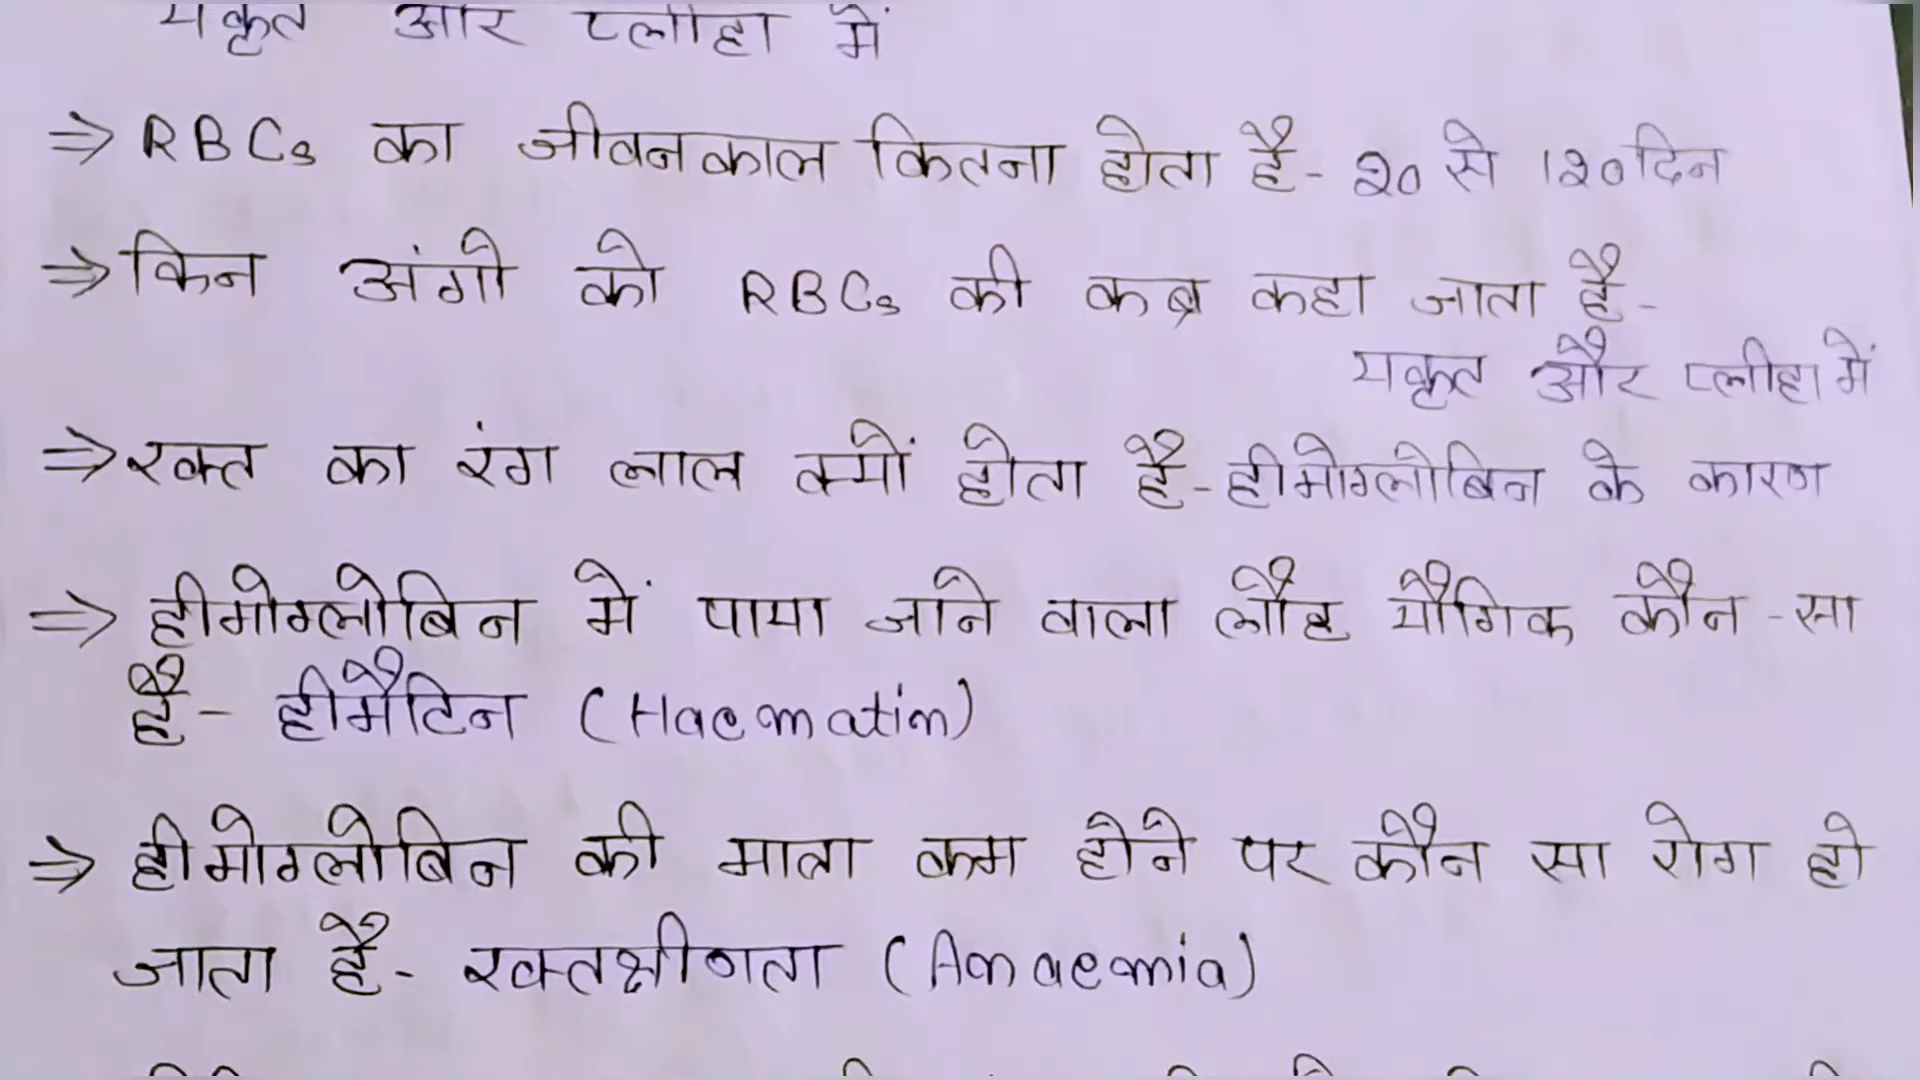 यकृत और प्लीहा में
⇒ RBCs का जीवनकाल कितना होता है - 20 से 120 दिन
⇒ किन अंगो को RBCs की कब्र कहा जाता है -
यकृत और प्लीहा में
⇒ रक्त का रंग लाल क्यों होता है - हीमोग्लोबिन के कारण
⇒ हीमोग्लोबिन में पाया जाने वाला लौह यौगिक कौन - सा
है - हीमैटिन (Haematin)
⇒ हीमोग्लोबिन की माता कम होने पर कौन सा रोग हो
जाता है - रक्तक्षीणता (Anaemia)